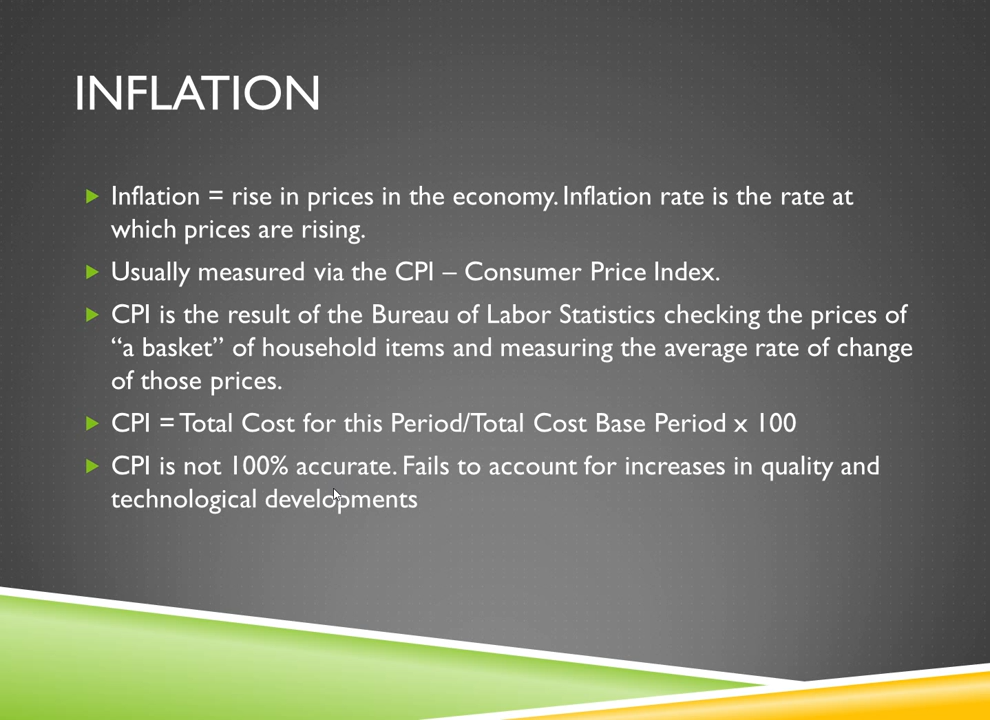 INFLATION
Inflation = rise in prices in the economy. Inflation rate is the rate at
which prices are rising.
Usually measured via the CPI – Consumer Price Index.
CPI is the result of the Bureau of Labor Statistics checking the prices of
“a basket” of household items and measuring the average rate of change
of those prices.
CPI = Total Cost for this Period/Total Cost Base Period x 100
CPI is not 100% accurate. Fails to account for increases in quality and
technological developments